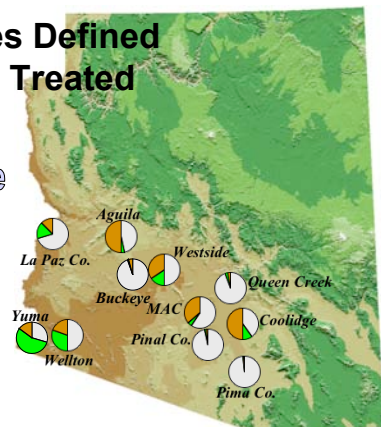 es Defined
Treated
e
Aguila
La Paz Co.
Westside
Buckeye
Queen Creek
MAC
Yuma
Coolidge
Pinal Co.
Wellton
Pima Co.